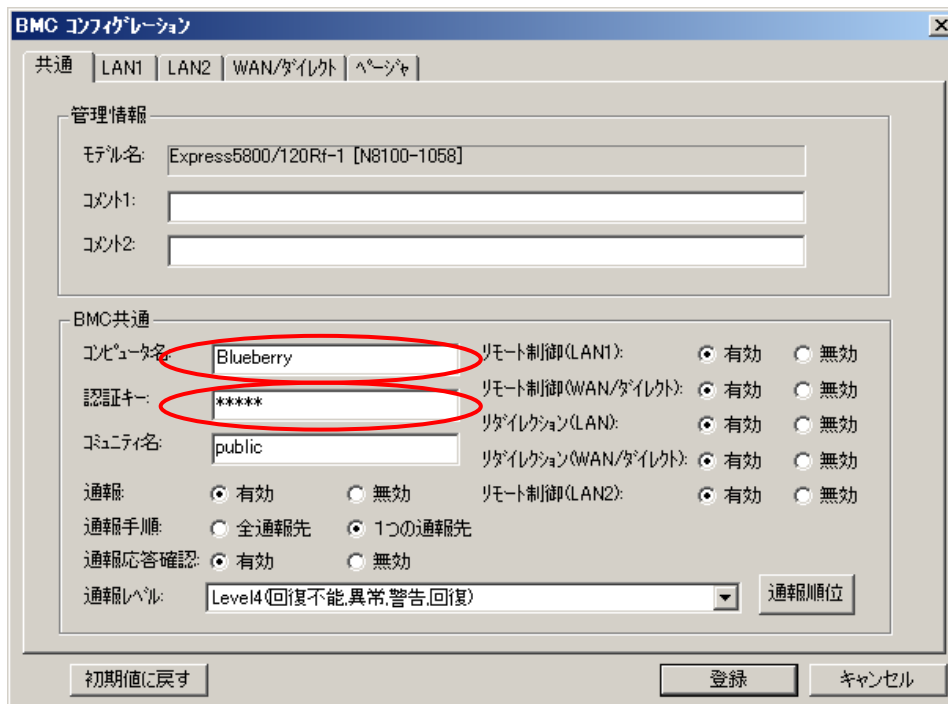 BMC コンフィグレーション
共通 LAN1 LAN2 WAN/ダイレクト ページャ
管理情報
モデル名: Express5800/120Rf-1 [N8100-1058]
コメント1:
コメント2:
BMC共通
コンピュータ名: Blueberry
認証キー: *****
コミュニティ名: public
通報: 有効 無効
通報手順: 全通報先 1つの通報先
通報応答確認: 有効 無効
通報レベル: Level4(回復不能,異常,警告,回復) 通報順位
リモート制御(LAN1): 有効 無効
リモート制御(WAN/ダイレクト): 有効 無効
リダイレクション(LAN): 有効 無効
リダイレクション(WAN/ダイレクト): 有効 無効
リモート制御(LAN2): 有効 無効
初期値に戻す 登録 キャンセル